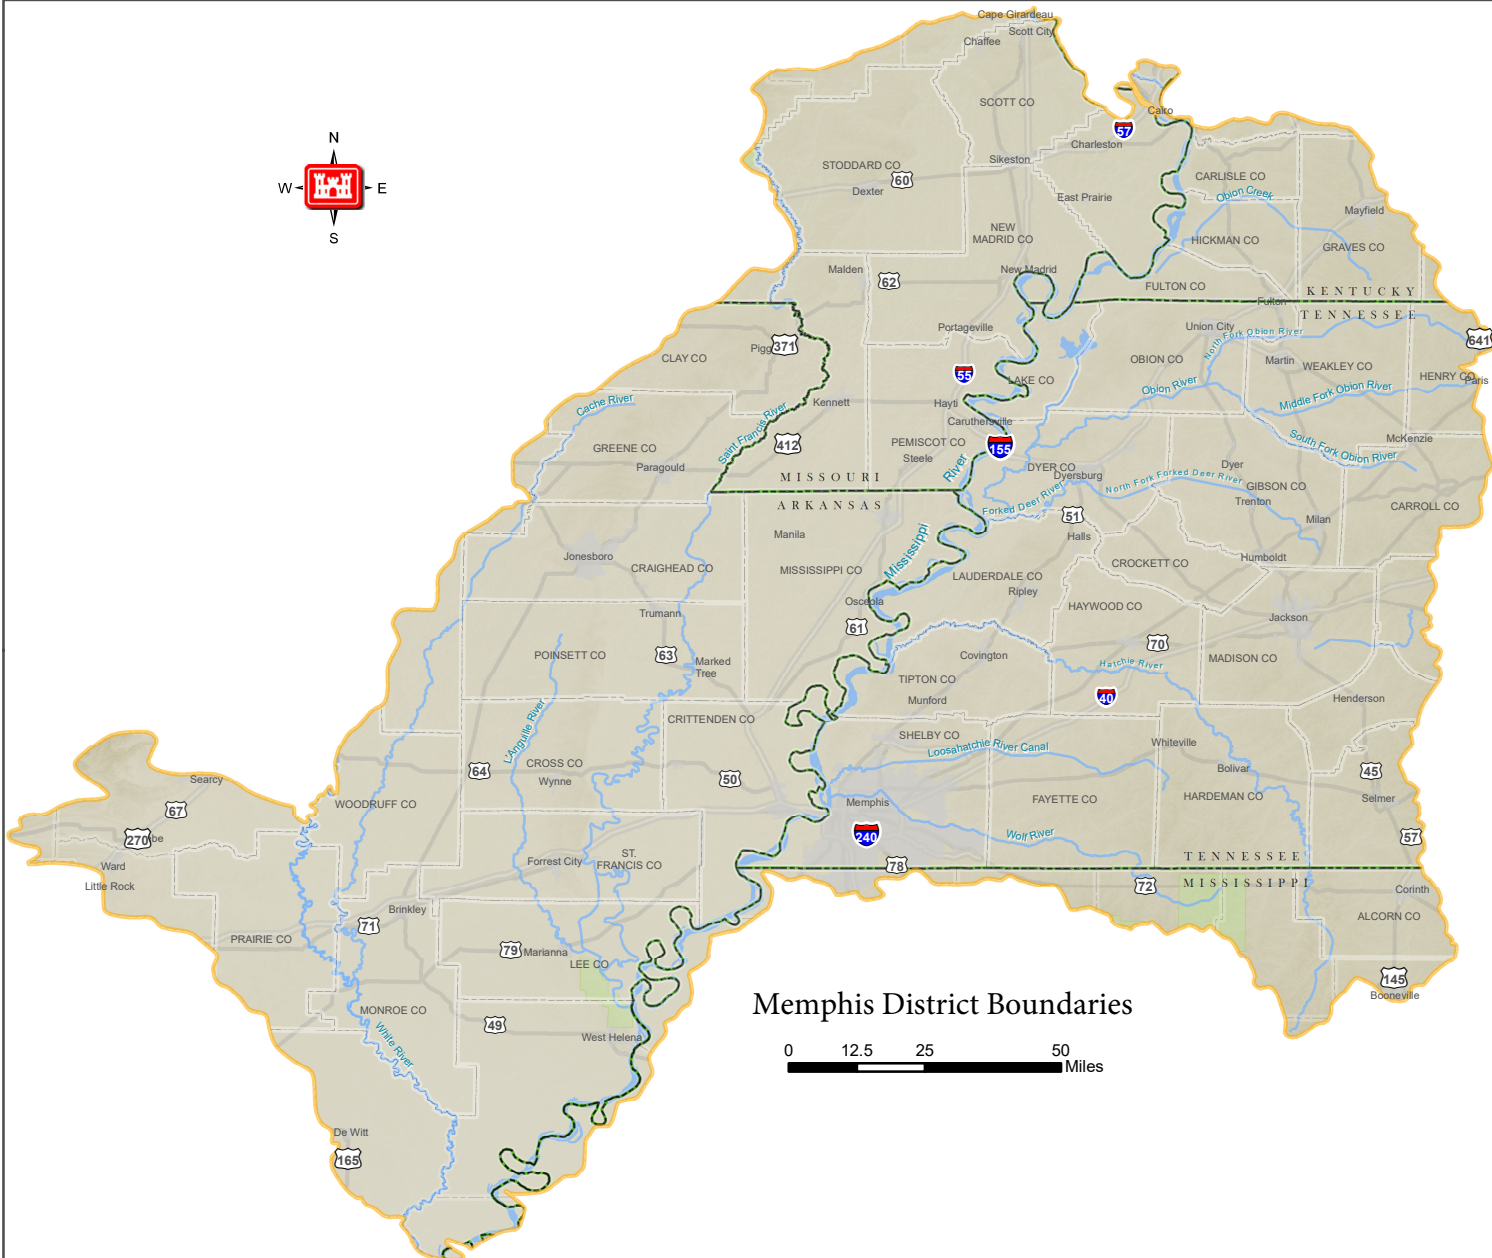 Cape Girardeau
Scott City
Chaffee
SCOTT CO
Cairo
57
Charleston
N
W
E
S
STODDARD CO
60
Dexter
Sikeston
East Prairie
CARLISLE CO
Obion Creek
Mayfield
NEW
MADRID CO
HICKMAN CO
GRAVES CO
Malden
62
New Madrid
FULTON CO
Fulton
KENTUCKY
TENNESSEE
Portageville
Union City
North Fork Obion River
641
Pigg
371
CLAY CO
OBION CO
Martin
WEAKLEY CO
HENRY CO
Paris
55
LAKE CO
Obion River
Middle Fork Obion River
Cache River
Kennett
Hayti
Caruthersville
Saint Francis River
412
PEMISCOT CO
155
Steele
South Fork Obion River
McKenzie
GREENE CO
Paragould
MISSOURI
River
DYER CO
Dyersburg
Dyer
North Fork Forked Deer River
GIBSON CO
Trenton
ARKANSAS
Forked Deer River
51
Milan
CARROLL CO
Manila
Mississippi
Halls
Jonesboro
CRAIGHEAD CO
MISSISSIPPI CO
LAUDERDALE CO
Ripley
CROCKETT CO
Humboldt
Osceola
HAYWOOD CO
Jackson
Trumann
61
70
POINSETT CO
63
Marked
Tree
Covington
Hatchie River
MADISON CO
TIPTON CO
Munford
40
Henderson
L'Anguille River
CRITTENDEN CO
SHELBY CO
Loosahatchie River Canal
Whiteville
64
CROSS CO
Wynne
50
Bolivar
45
Searcy
67
WOODRUFF CO
Memphis
FAYETTE CO
HARDEMAN CO
Selmer
270
be
240
Wolf River
57
Ward
Little Rock
Forrest City
ST.
FRANCIS CO
78
TENNESSEE
MISSISSIPPI
72
Corinth
Brinkley
71
ALCORN CO
PRAIRIE CO
79
Marianna
LEE CO
145
Booneville
MONROE CO
49
West Helena
White River
Memphis District Boundaries
0 12.5 25 50
Miles
De Witt
165